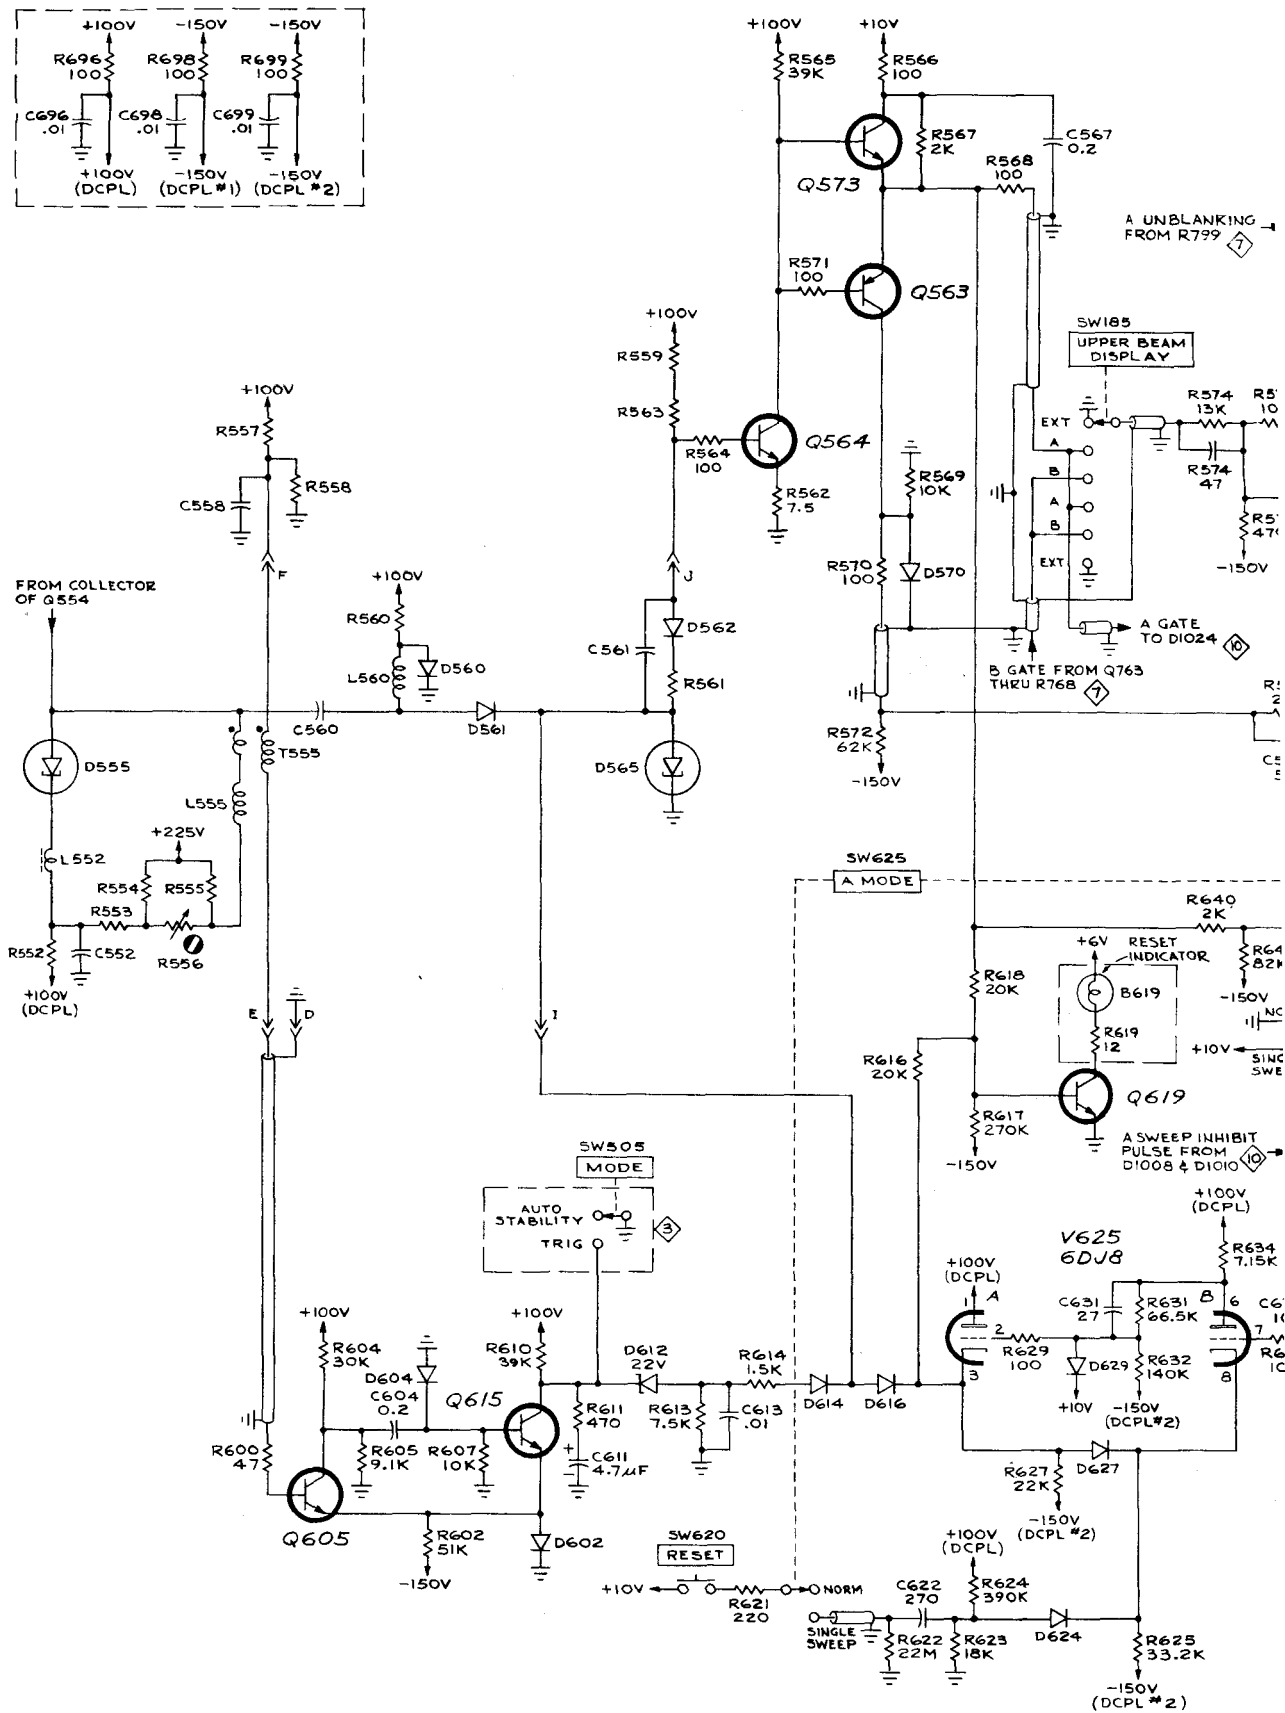 +100V
-150V
-150V
R696
100
R698
100
R699
100
C696
.01
C698
.01
C699
.01
+100V
(DCPL)
-150V
(DCPL #1)
-150V
(DCPL #2)
+100V
R565
39K
+10V
R566
100
R567
2K
C567
0.2
R568
100
Q573
A UNBLANKING
FROM R799
7
R571
100
Q563
+100V
R559
R563
R564
100
Q564
R562
7.5
SW185
UPPER BEAM
DISPLAY
EXT
A
B
A
B
EXT
R574
13K
R574
47
-150V
R569
10K
R570
100
D570
A GATE
TO D1024
10
B GATE FROM Q763
THRU R768
7
+100V
R557
C558
R558
F
FROM COLLECTOR
OF Q554
+100V
R560
L560
D560
J
C561
D562
R561
C560
D561
D565
R572
62K
-150V
D555
T555
L555
+225V
L552
R554
R555
R553
R552
C552
R556
+100V
(DCPL)
E
D
I
SW625
A MODE
R640
2K
+6V
RESET
INDICATOR
B619
R619
12
-150V
+10V
R618
20K
R616
20K
R617
270K
-150V
Q619
A SWEEP INHIBIT
PULSE FROM
D1008 & D1010
10
SW505
MODE
AUTO
STABILITY
TRIG
3
+100V
(DCPL)
V625
6DJ8
+100V
(DCPL)
R634
7.15K
1
A
2
3
C631
27
R631
66.5K
B
6
7
8
R629
100
D629
R632
140K
+10V
-150V
(DCPL#2)
+100V
R604
30K
D604
C604
0.2
Q615
+100V
R610
39K
D612
22V
R614
1.5K
R611
470
R613
7.5K
C613
.01
D614
D616
R600
47
R605
9.1K
R607
10K
+
C611
4.7µF
Q605
R602
51K
-150V
D602
D627
R627
22K
-150V
(DCPL #2)
SW620
RESET
+10V
R621
220
NORM
SINGLE
SWEEP
+100V
(DCPL)
C622
270
R624
390K
R622
22M
R623
18K
D624
R625
33.2K
-150V
(DCPL #2)